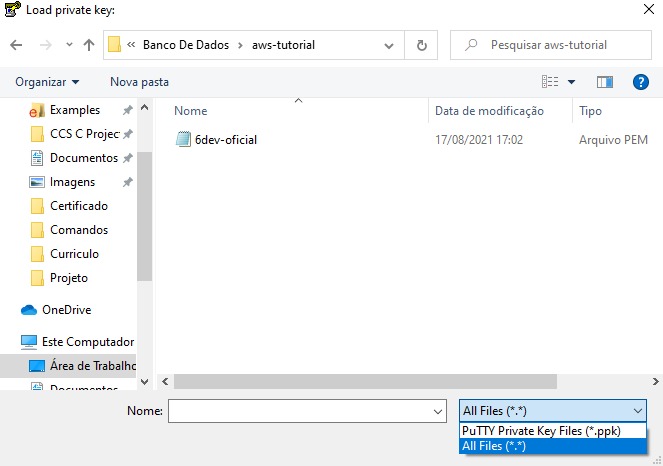 Load private key:
« Banco De Dados > aws-tutorial
Pesquisar aws-tutorial
Organizar
Nova pasta
Nome
Data de modificação
Tipo
6dev-oficial
17/08/2021 17:02
Arquivo PEM
Examples
CCS C Projec
Documentos
Imagens
Certificado
Comandos
Curriculo
Projeto
OneDrive
Este Computador
Área de Trabalho
Documentos
Nome:
All Files (*.*)
PuTTY Private Key Files (*.ppk)
All Files (*.*)